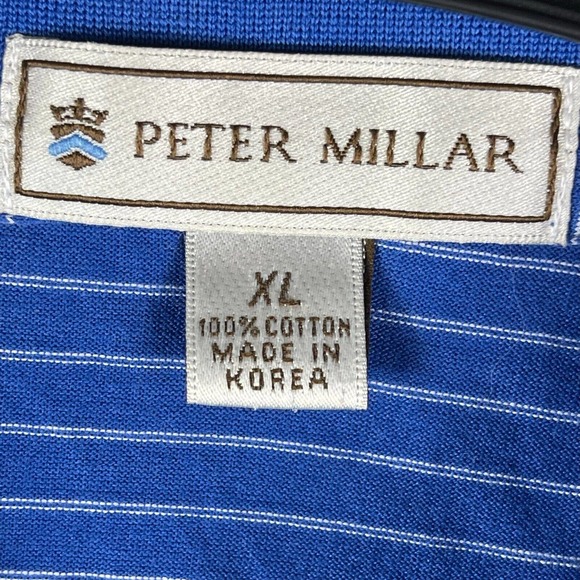 PETER MILLAR
XL
100% COTTON
MADE IN
KOREA